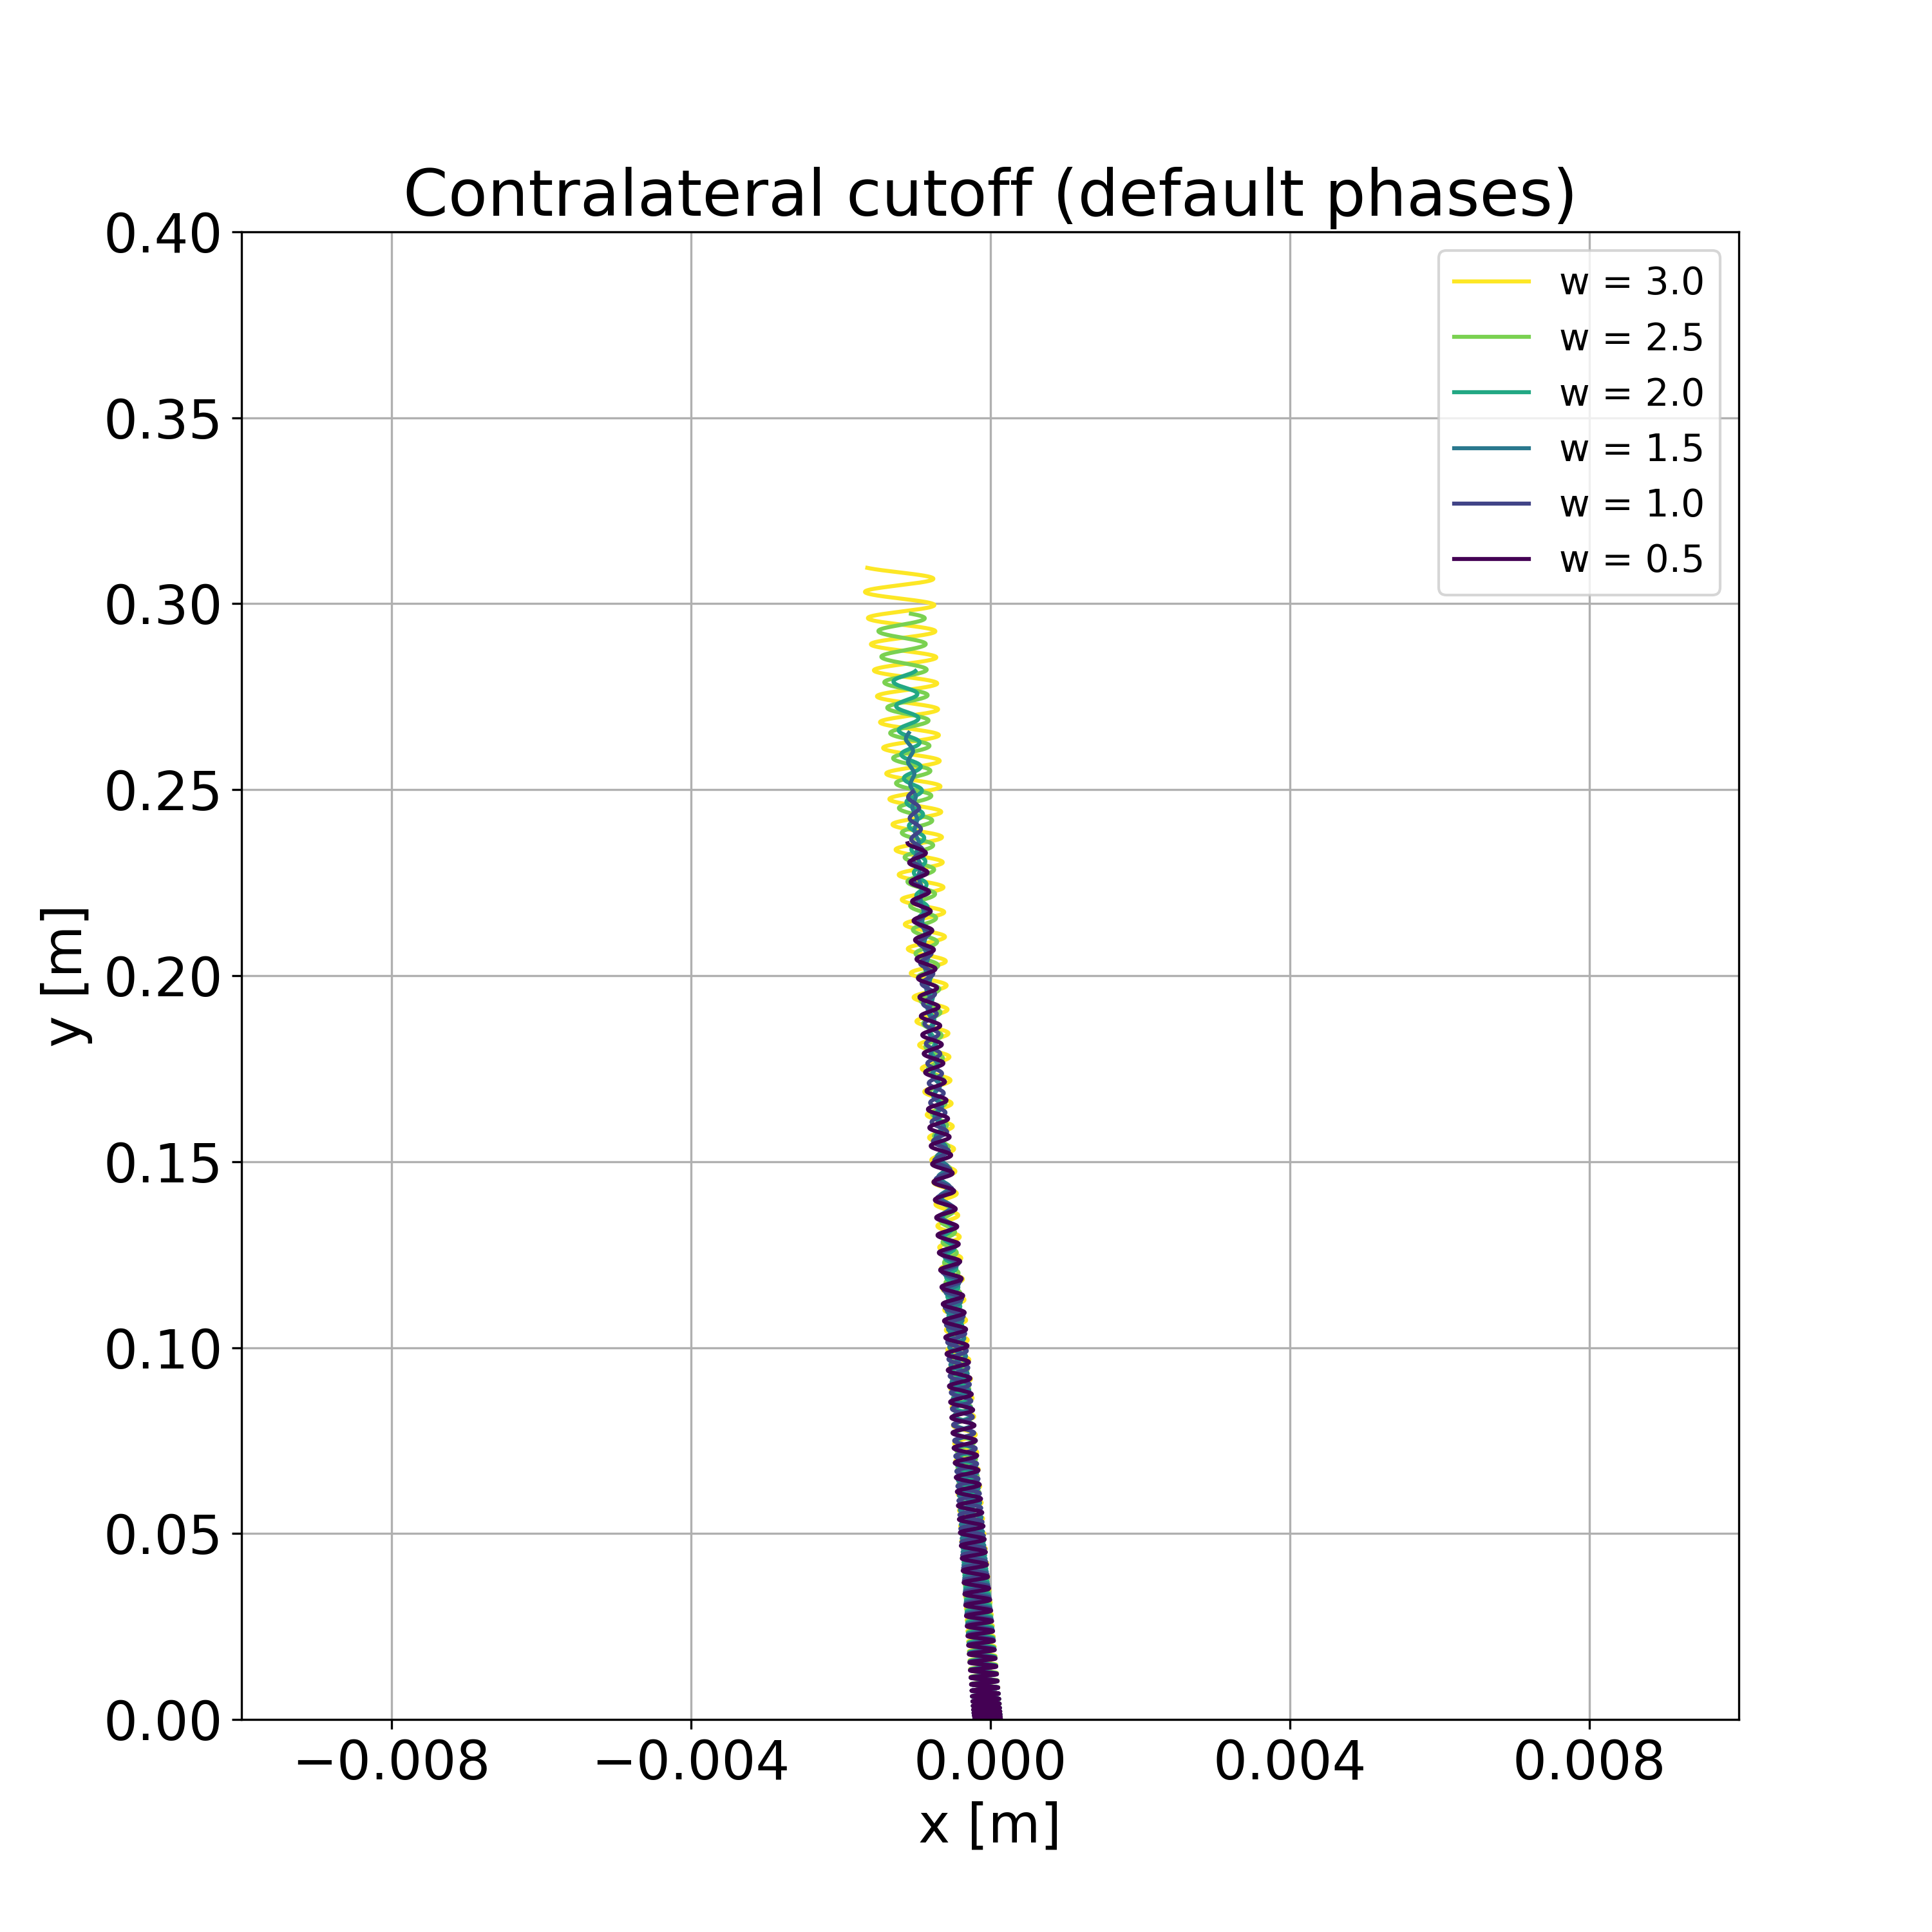 Contralateral cutoff (default phases)
0.40
0.35
0.30
0.25
0.20
0.15
0.10
0.05
0.00
y [m]
w = 3.0
w = 2.5
w = 2.0
w = 1.5
w = 1.0
w = 0.5
−0.008
−0.004
0.000
0.004
0.008
x [m]